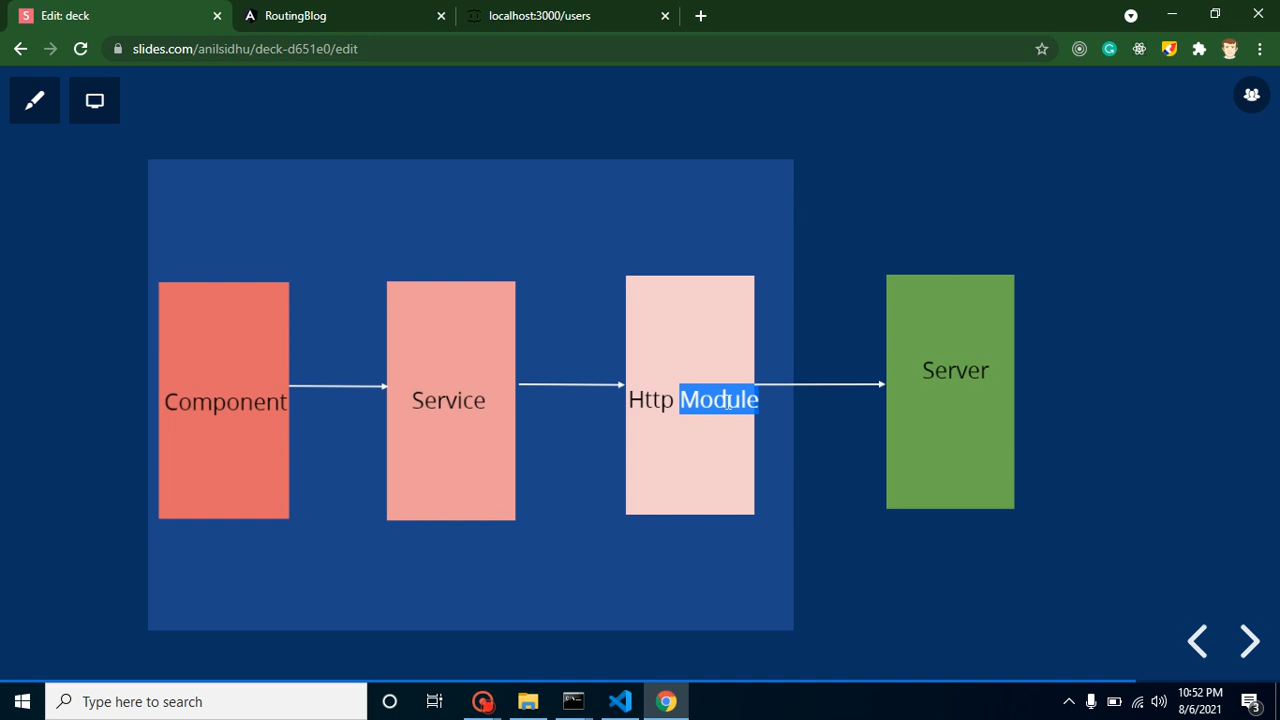 Edit: deck
RoutingBlog
localhost:3000/users
slides.com/anilsidhu/deck-d651e0/edit
Component
Service
Http Module
Server
Type here to search
10:52 PM
8/6/2021
3